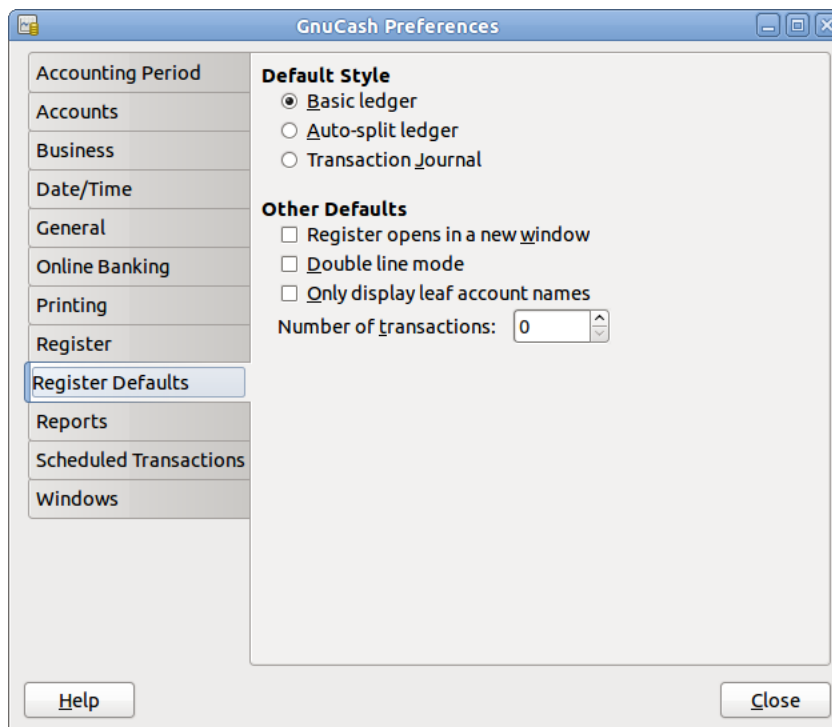 GnuCash Preferences
Accounting Period
Accounts
Business
Date/Time
General
Online Banking
Printing
Register
Register Defaults
Reports
Scheduled Transactions
Windows
Default Style
Basic ledger
Auto-split ledger
Transaction Journal
Other Defaults
Register opens in a new window
Double line mode
Only display leaf account names
Number of transactions: 0
Help
Close